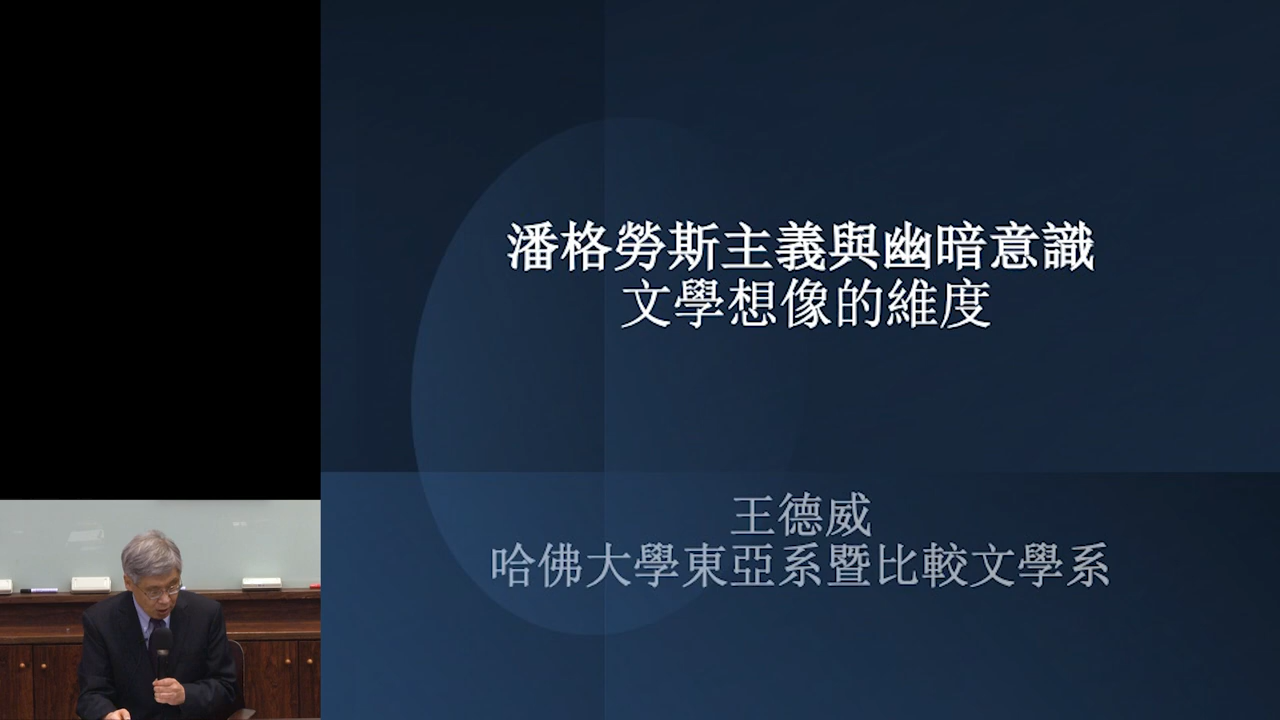 潘格勞斯主義與幽暗意識
文學想像的維度
王德威
哈佛大學東亞系暨比較文學系